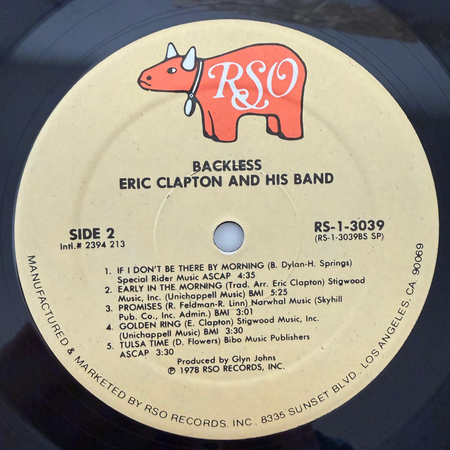 RSO
BACKLESS
ERIC CLAPTON AND HIS BAND
SIDE 2
Intl.# 2394 213
RS-1-3039
(RS-1-3039BS SP)
1. IF I DON'T BE THERE BY MORNING (B. Dylan-H. Springs)
Special Rider Music ASCAP 4:35
2. EARLY IN THE MORNING (Trad. Arr. Eric Clapton) Stigwood
Music, Inc. (Unichappell Music) BMI 5:25
3. PROMISES (R. Feldman-R. Linn) Narwhal Music (Skyhill
Pub. Co., Inc. Admin.) BMI 3:01
4. GOLDEN RING (E. Clapton) Stigwood Music, Inc.
(Unichappell Music) BMI 3:30
5. TULSA TIME (D. Flowers) Bibo Music Publishers
ASCAP 3:30
Produced by Glyn Johns
℗ 1978 RSO RECORDS, INC.
MANUFACTURED & MARKETED BY RSO RECORDS, INC. 8335 SUNSET BLVD., LOS ANGELES, CA 90069